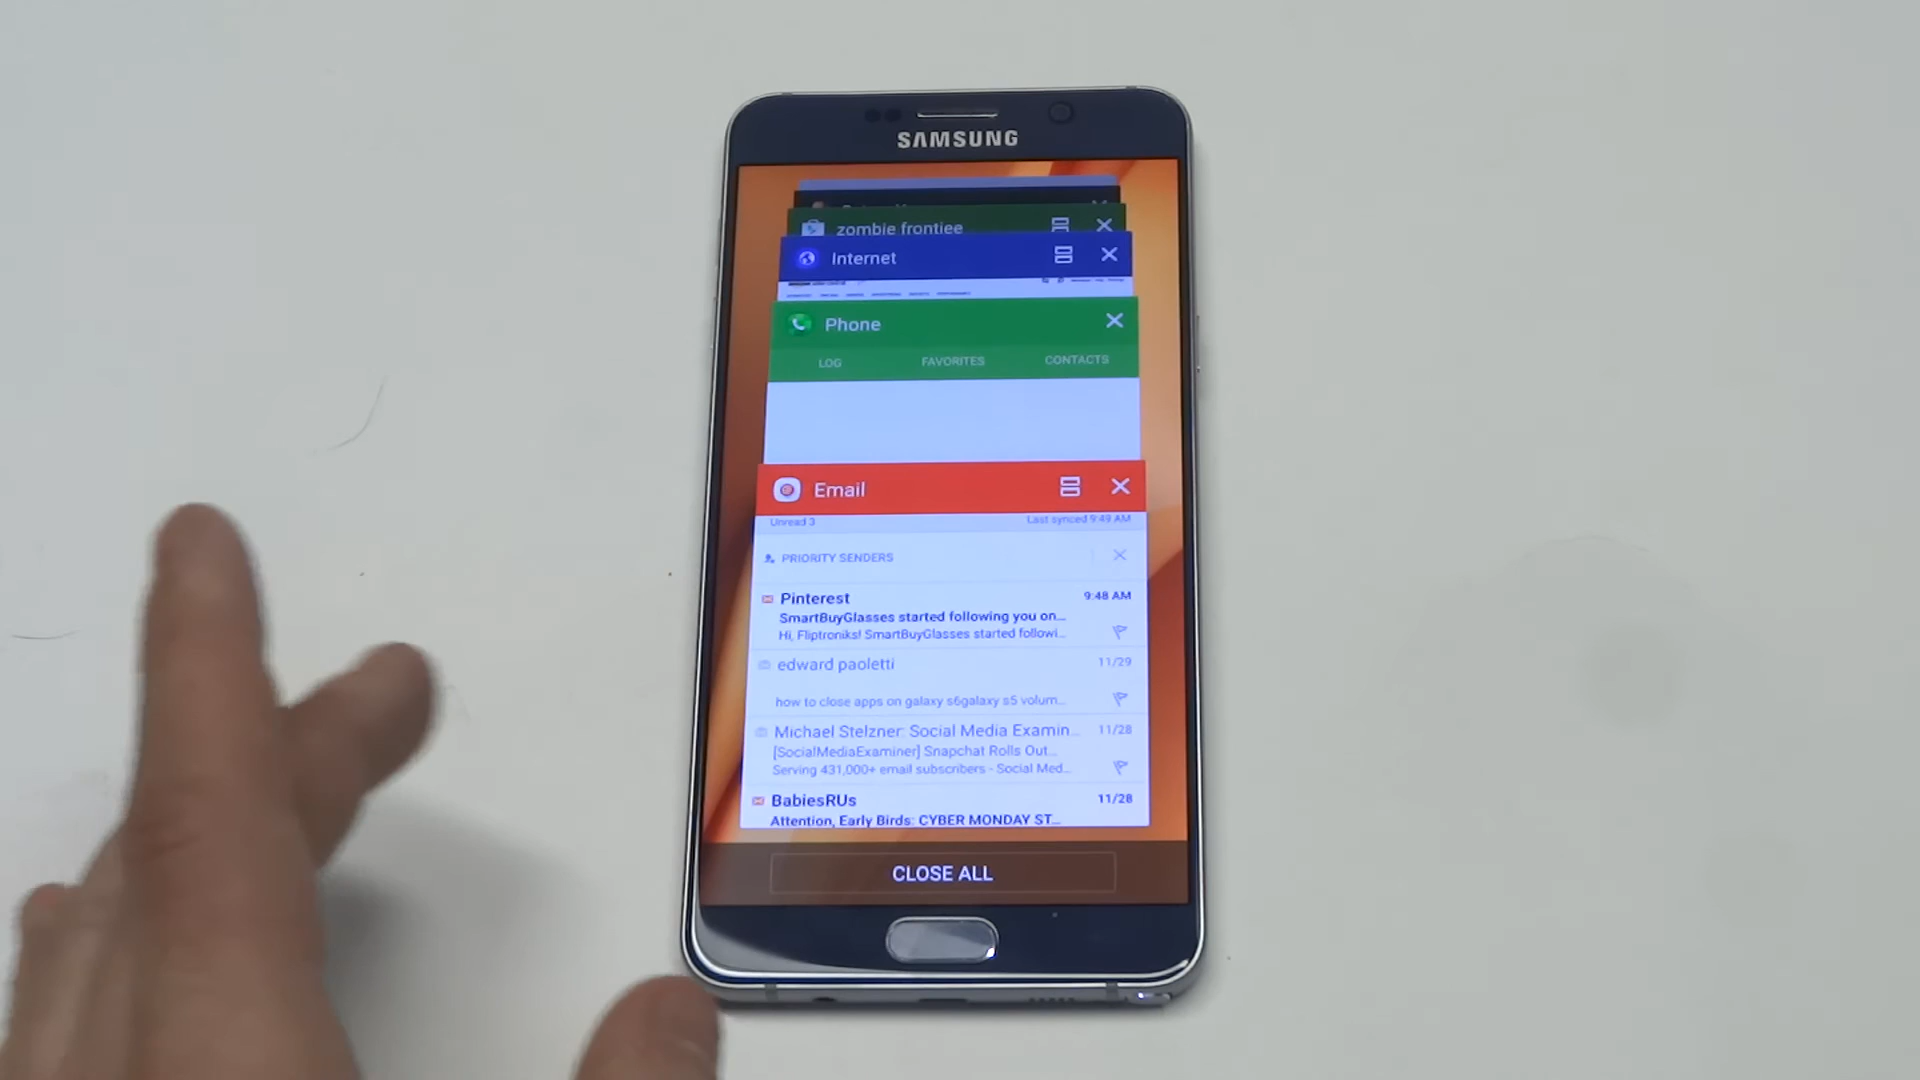 SAMSUNG
zombie frontiee
Internet
Phone
LOG FAVORITES CONTACTS
Email
Unread 3 Last synced 9:49 AM
PRIORITY SENDERS
Pinterest 9:48 AM
SmartBuyGlasses started following you on...
Hi, Fliptroniks! SmartBuyGlasses started followi...
edward paoletti 11/29
how to close apps on galaxy s6galaxy s5 volum...
Michael Stelzner: Social Media Examin... 11/28
[SocialMediaExaminer] Snapchat Rolls Out...
Serving 431,000+ email subscribers - Social Med...
BabiesRUs 11/28
Attention, Early Birds: CYBER MONDAY ST...
CLOSE ALL